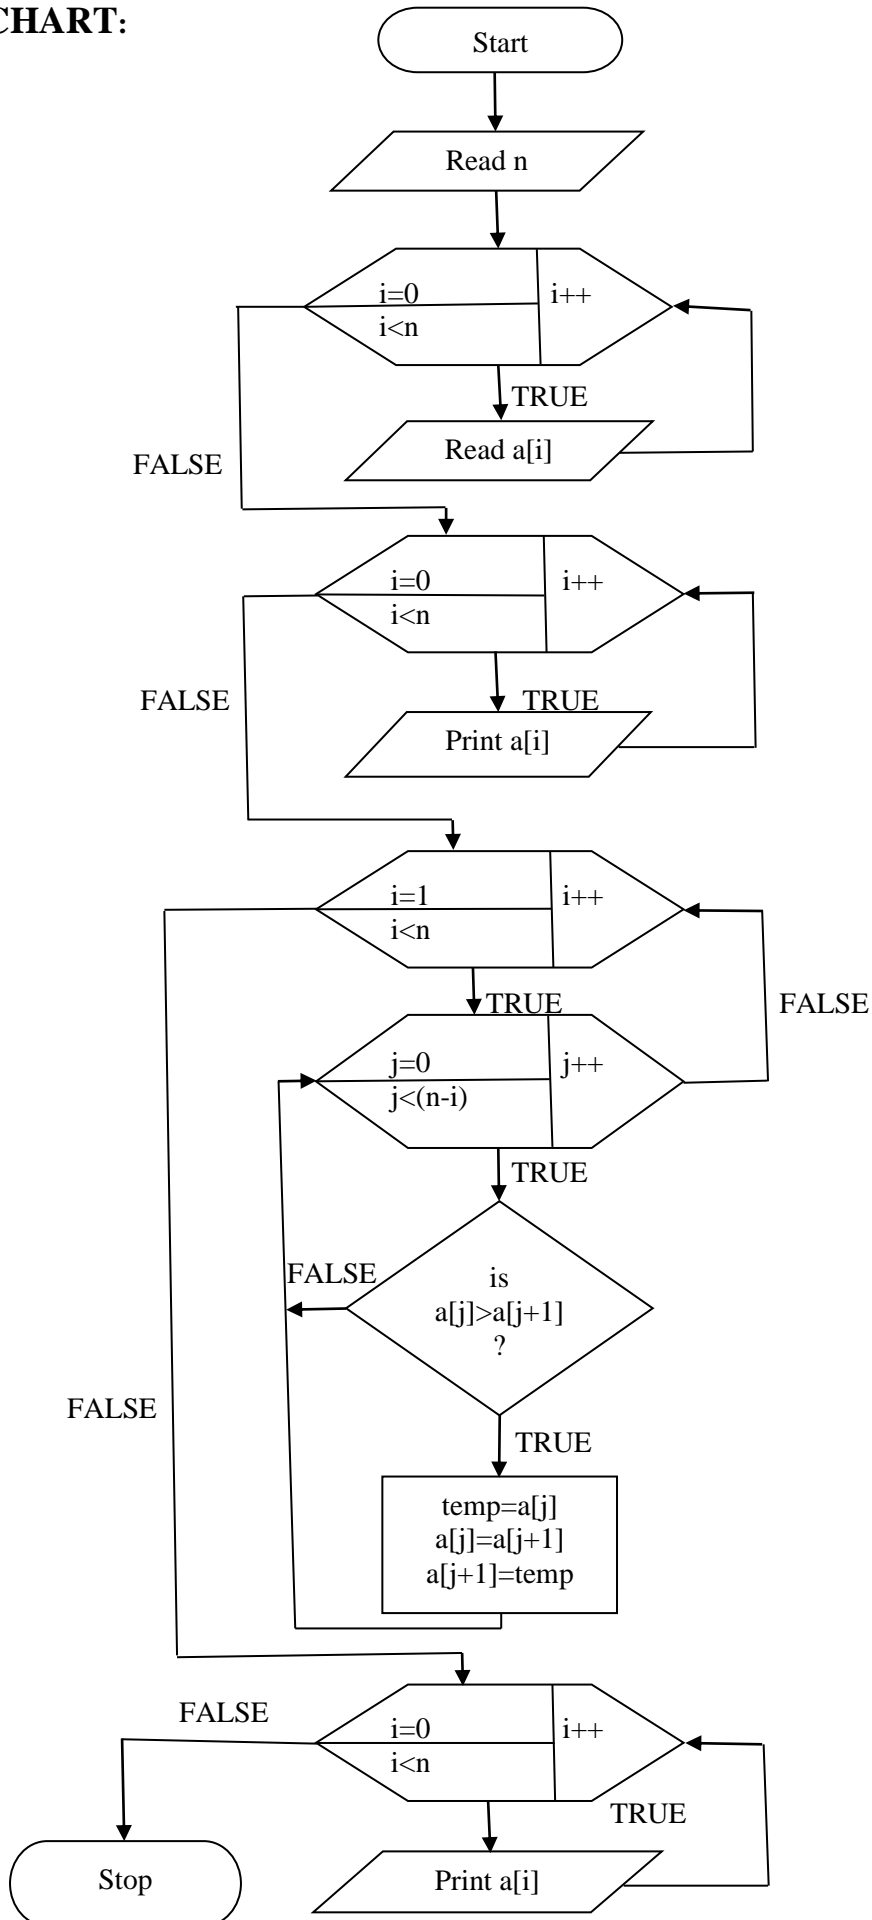 CHART:
Start
Read n
i=0
i<n
i++
TRUE
Read a[i]
FALSE
i=0
i<n
i++
TRUE
Print a[i]
FALSE
i=1
i<n
i++
TRUE
FALSE
j=0
j<(n-i)
j++
TRUE
is
a[j]>a[j+1]
?
FALSE
TRUE
temp=a[j]
a[j]=a[j+1]
a[j+1]=temp
FALSE
i=0
i<n
i++
FALSE
TRUE
Print a[i]
Stop